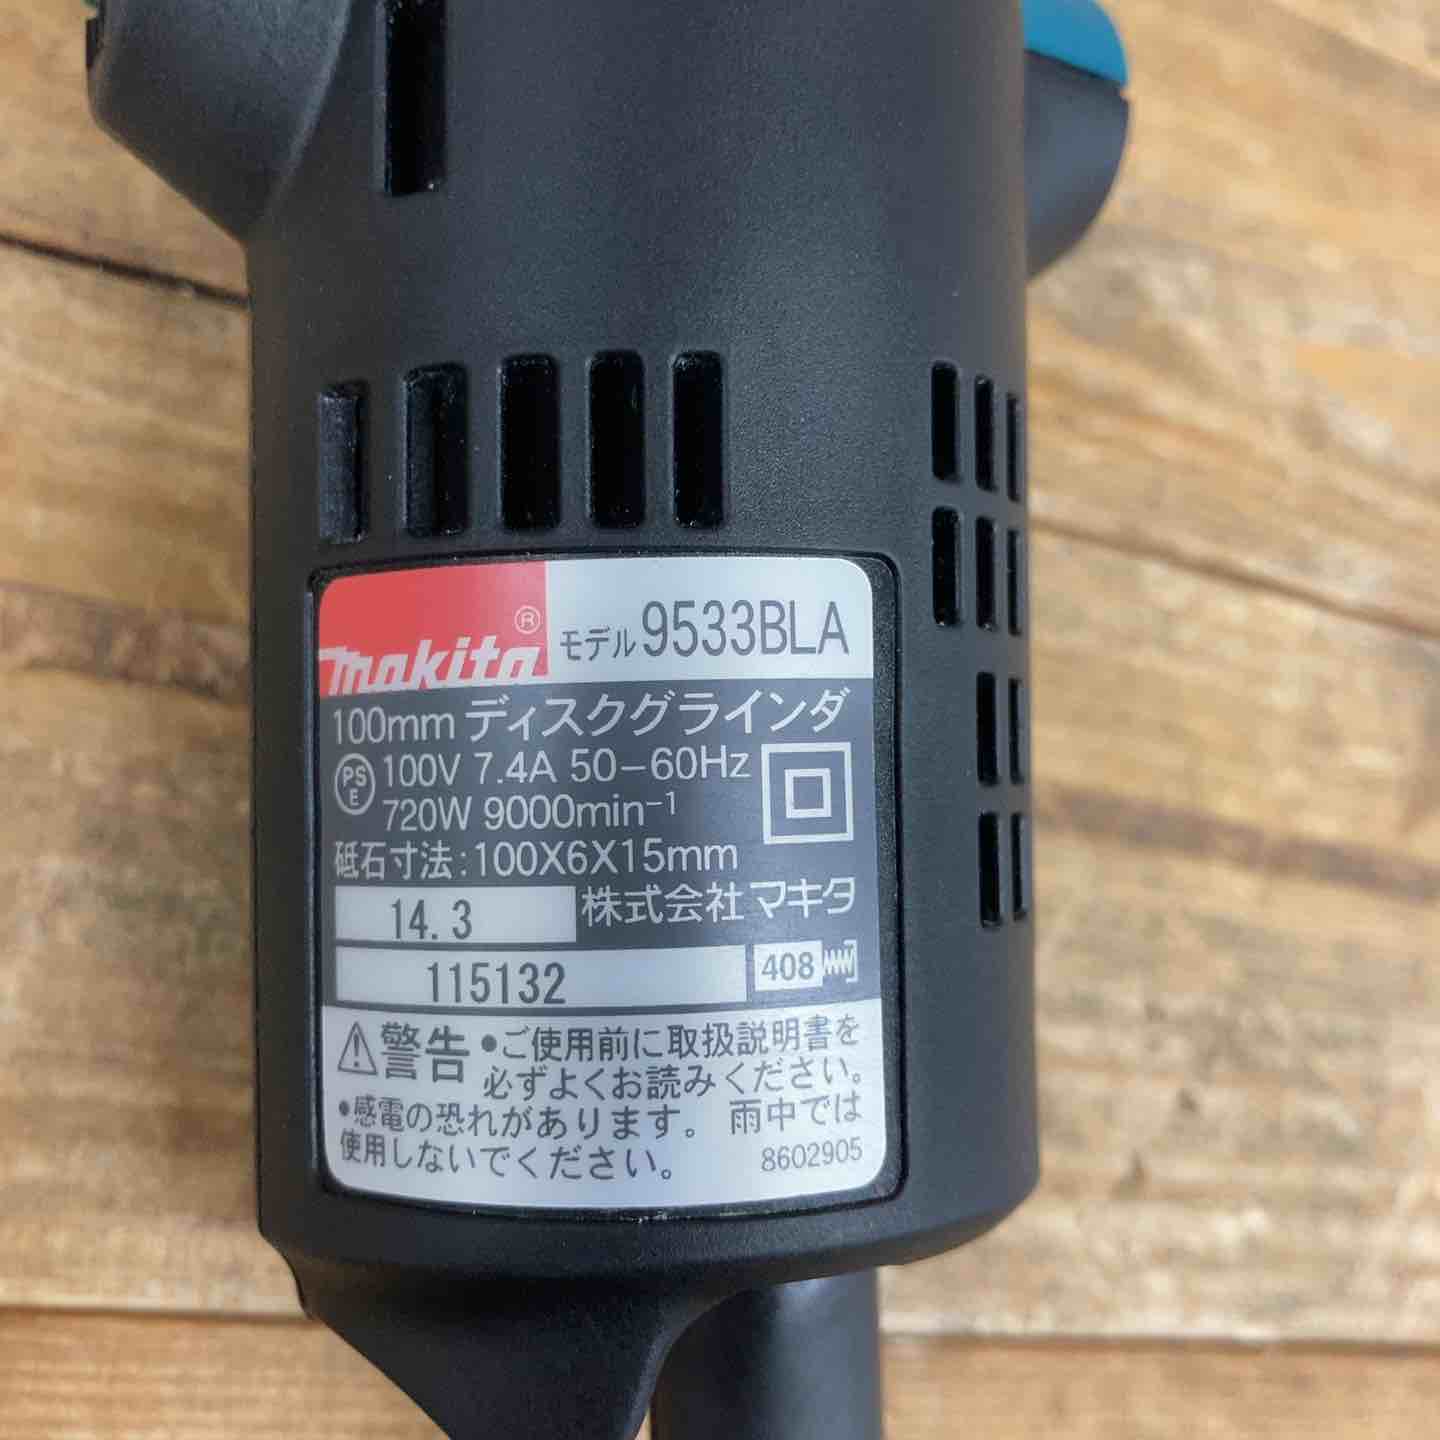 makita ® モデル 9533BLA
100mm ディスクグラインダ
PS
E
100V 7.4A 50-60Hz
720W 9000min-1
砥石寸法:100X6X15mm
14.3 株式会社 マキタ
115132 408
⚠警告 •ご使用前に取扱説明書を
必ずよくお読みください。
•感電の恐れがあります。 雨中では
使用しないでください。 8602905